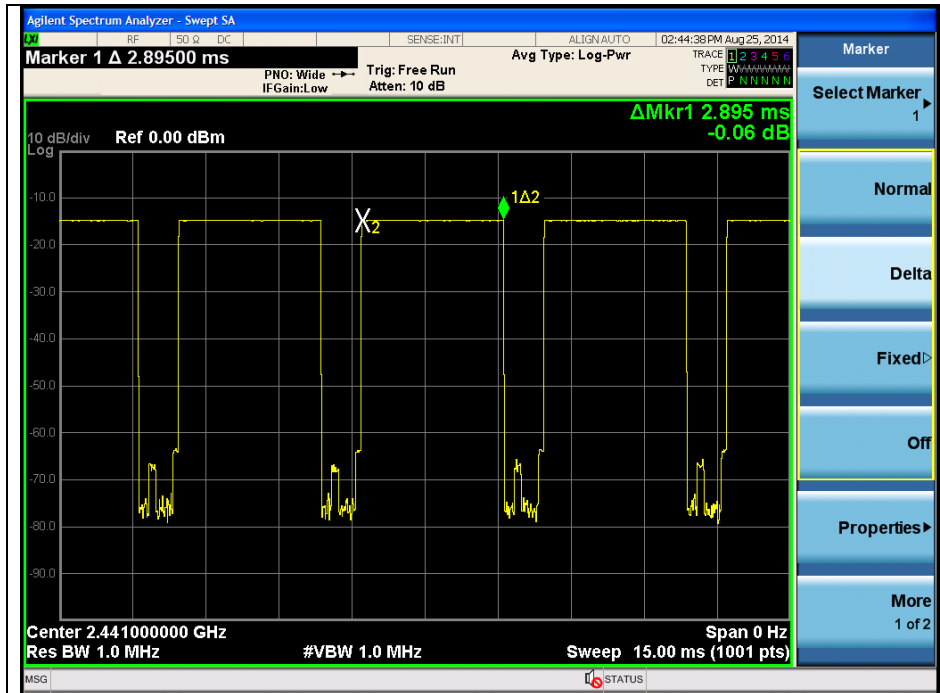 Agilent Spectrum Analyzer - Swept SA
LXI RF 50 Ω DC SENSE:INT ALIGN AUTO 02:44:38 PM Aug 25, 2014
Marker 1 Δ 2.89500 ms
PNO: Wide
IFGain:Low
Trig: Free Run
Atten: 10 dB
Avg Type: Log-Pwr
TRACE 1 2 3 4 5 6
TYPE WWWWWW
DET P N N N N N
ΔMkr1 2.895 ms
-0.06 dB
10 dB/div Ref 0.00 dBm
Log
-10.0
-20.0
-30.0
-40.0
-50.0
-60.0
-70.0
-80.0
-90.0
X2
1Δ2
Center 2.441000000 GHz Span 0 Hz
Res BW 1.0 MHz #VBW 1.0 MHz Sweep 15.00 ms (1001 pts)
MSG STATUS
Marker
Select Marker
1
Normal
Delta
Fixed
Off
Properties
More
1 of 2